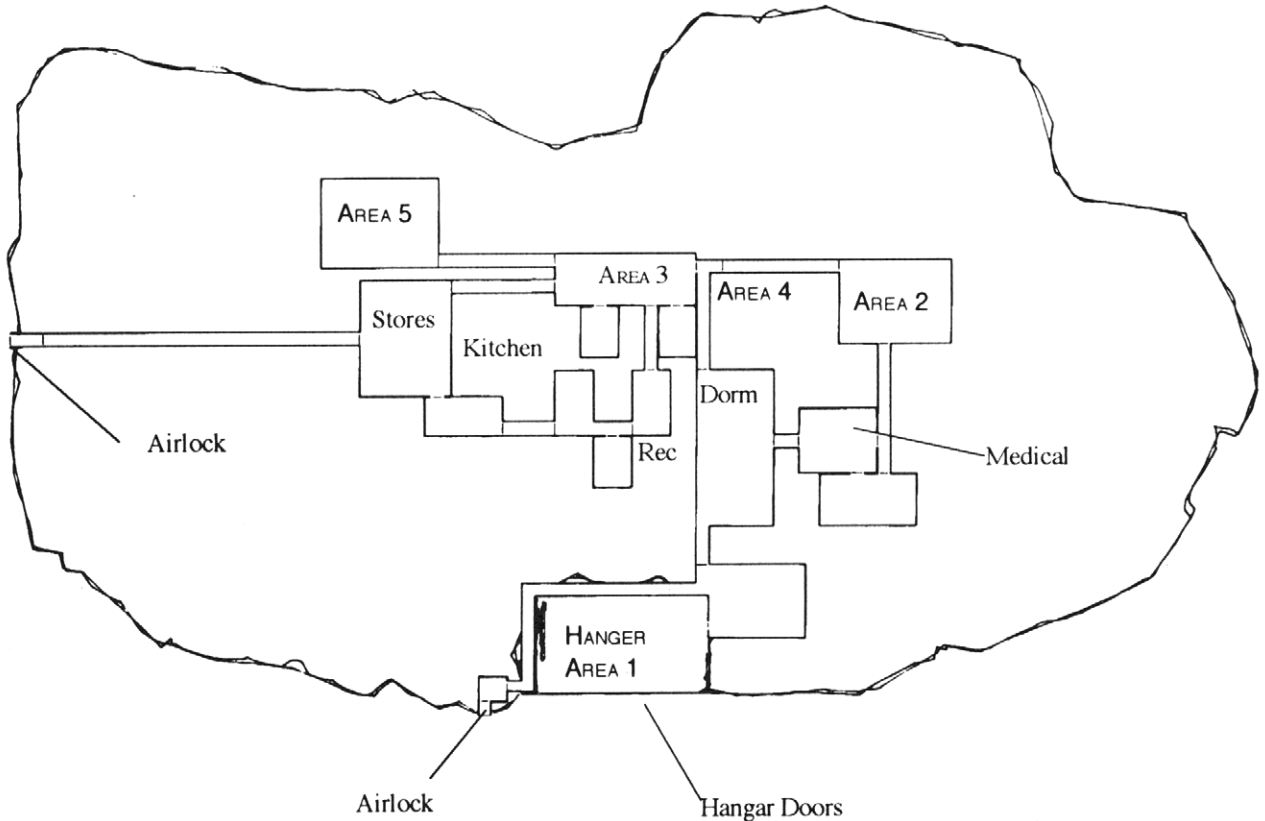 AREA 5
AREA 3
AREA 4
AREA 2
Stores
Kitchen
Dorm
Airlock
Rec
Medical
HANGER
AREA 1
Airlock
Hangar Doors